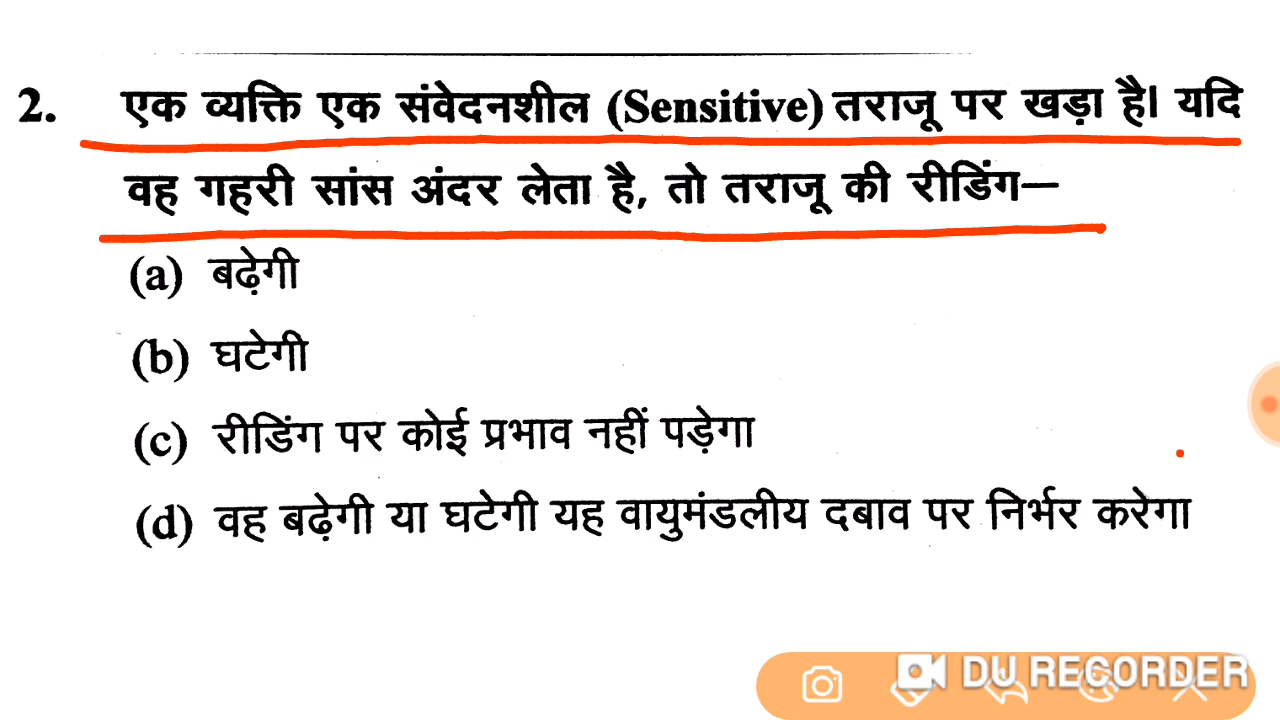 2. एक व्यक्ति एक संवेदनशील (Sensitive) तराजू पर खड़ा है। यदि
वह गहरी सांस अंदर लेता है, तो तराजू की रीडिंग—
(a) बढ़ेगी
(b) घटेगी
(c) रीडिंग पर कोई प्रभाव नहीं पड़ेगा
(d) वह बढ़ेगी या घटेगी यह वायुमंडलीय दबाव पर निर्भर करेगा
DU RECORDER